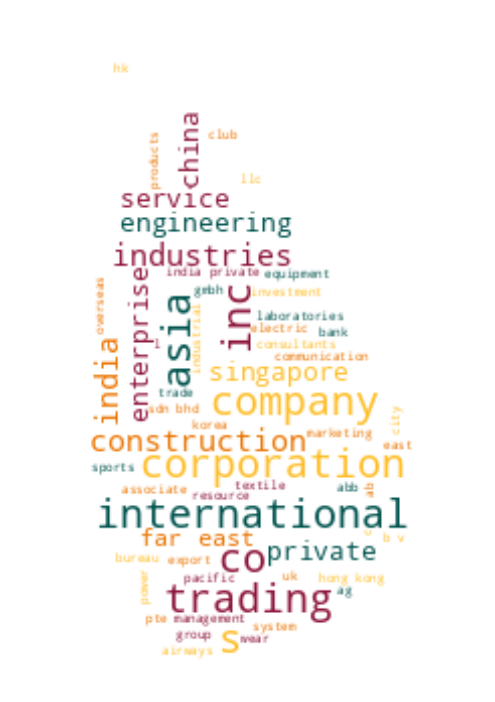 hk
china
club
products
llc
service
engineering
industries
india private equipment
overseas
enterprise
asia
gmbh
inc
investment
industrial
laboratories
electric bank
l
consultants
communication
india
singapore
trade
company
sdn bhd
city
korea
construction marketing
east
corporation
sports
associate textile abb
ab
resource
international
c
far east
b v
co private
bureau export
pacific uk hong kong
power
trading ag
pte management
system
group s wear
airways